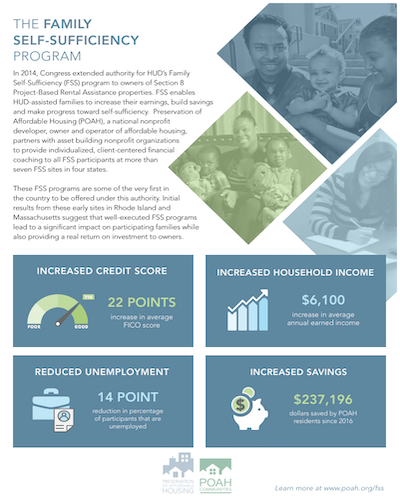 THE FAMILY
SELF-SUFFICIENCY
PROGRAM
In 2014, Congress extended authority for HUD's Family
Self-Sufficiency (FSS) program to owners of Section 8
Project-Based Rental Assistance properties. FSS enables
HUD-assisted families to increase their earnings, build savings
and make progress toward self-sufficiency. Preservation of
Affordable Housing (POAH), a national nonprofit
developer, owner and operator of affordable housing,
partners with asset building nonprofit organizations
to provide individualized, client-centered financial
coaching to all FSS participants at more than
seven FSS sites in four states.
These FSS programs are some of the very first in
the country to be offered under this authority. Initial
results from these early sites in Rhode Island and
Massachusetts suggest that well-executed FSS programs
lead to a significant impact on participating families while
also providing a real return on investment to owners.
INCREASED CREDIT SCORE
POOR
GOOD
22 POINTS
increase in average
FICO score
INCREASED HOUSEHOLD INCOME
$6,100
increase in average
annual earned income
REDUCED UNEMPLOYMENT
14 POINT
reduction in percentage
of participants that are
unemployed
INCREASED SAVINGS
$
$237,196
dollars saved by POAH
residents since 2016
PRESERVATION
OF AFFORDABLE
HOUSING
POAH
COMMUNITIES
Learn more at www.poah.org/fss